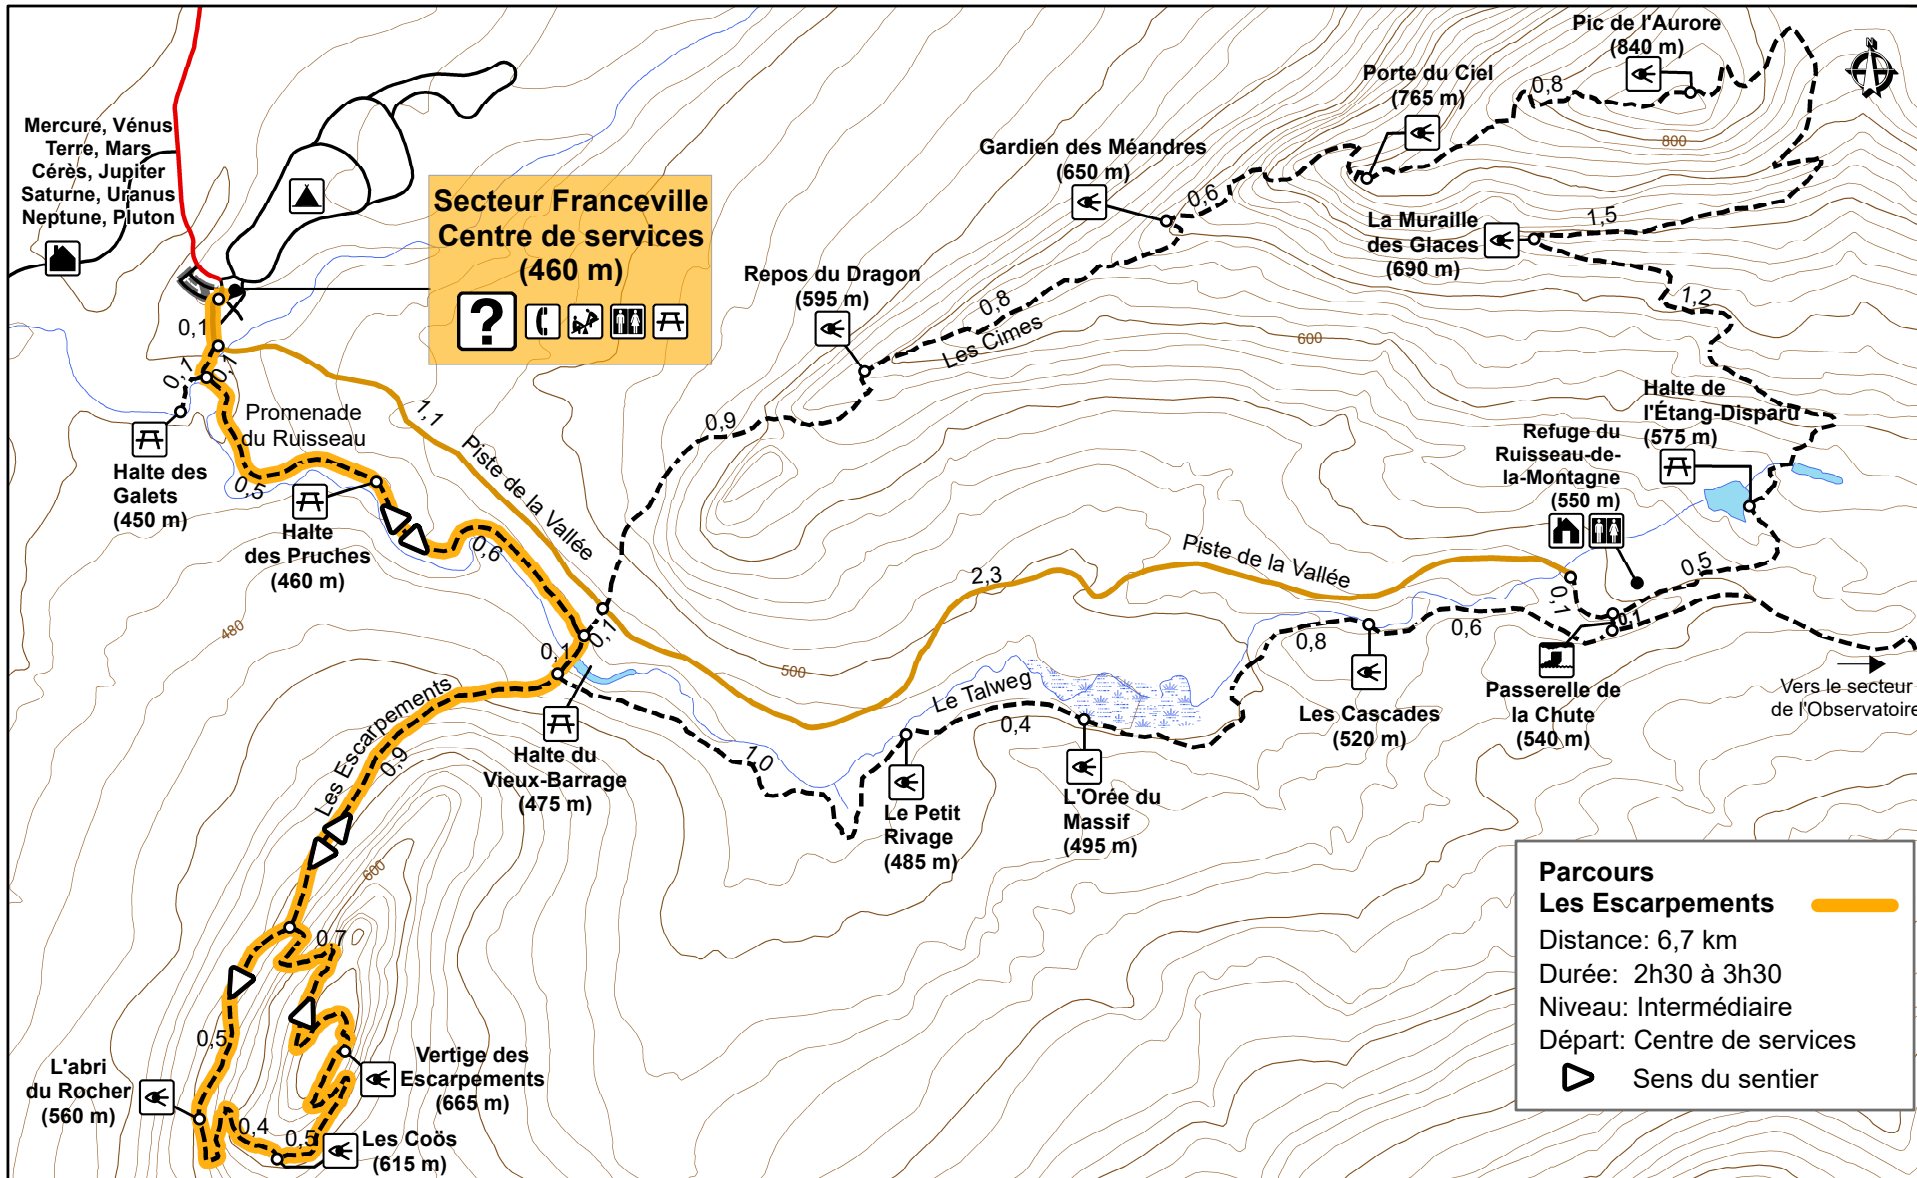 Pic de l'Aurore
(840 m)
Porte du Ciel
(765 m)
0,8
N
800
Mercure, Vénus
Terre, Mars
Cérès, Jupiter
Saturne, Uranus
Neptune, Pluton
Gardien des Méandres
(650 m)
0,6
Secteur Franceville
Centre de services
(460 m)
?
La Muraille
des Glaces
(690 m)
1,5
1,2
Repos du Dragon
(595 m)
0,8
Les Cimes
600
0,1
0,1
0,1
Promenade
du Ruisseau
1,1
Piste de la Vallée
0,9
Halte de
l'Étang-Disparu
(575 m)
Refuge du
Ruisseau-de-
la-Montagne
(550 m)
Halte des
Galets
(450 m)
0,5
Halte
des Pruches
(460 m)
0,6
480
2,3
Piste de la Vallée
0,1
0,5
0,1
0,1
0,1
500
Le Talweg
0,4
0,8
0,6
Les Cascades
(520 m)
Passerelle de
la Chute
(540 m)
Vers le secteur
de l'Observatoire
Les Escarpements
0,9
Halte du
Vieux-Barrage
(475 m)
1,0
Le Petit
Rivage
(485 m)
L'Orée du
Massif
(495 m)
600
0,7
0,5
L'abri
du Rocher
(560 m)
Vertige des
Escarpements
(665 m)
0,4
0,5
Les Coös
(615 m)
Parcours
Les Escarpements
Distance: 6,7 km
Durée: 2h30 à 3h30
Niveau: Intermédiaire
Départ: Centre de services
Sens du sentier